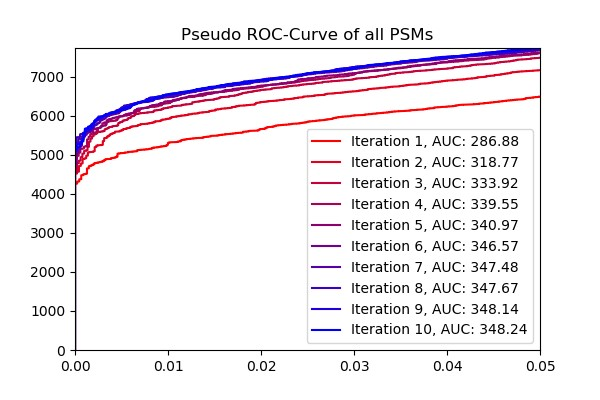 Pseudo ROC-Curve of all PSMs
7000
6000
5000
4000
3000
2000
1000
0
Iteration 1, AUC: 286.88
Iteration 2, AUC: 318.77
Iteration 3, AUC: 333.92
Iteration 4, AUC: 339.55
Iteration 5, AUC: 340.97
Iteration 6, AUC: 346.57
Iteration 7, AUC: 347.48
Iteration 8, AUC: 347.67
Iteration 9, AUC: 348.14
Iteration 10, AUC: 348.24
0.00 0.01 0.02 0.03 0.04 0.05